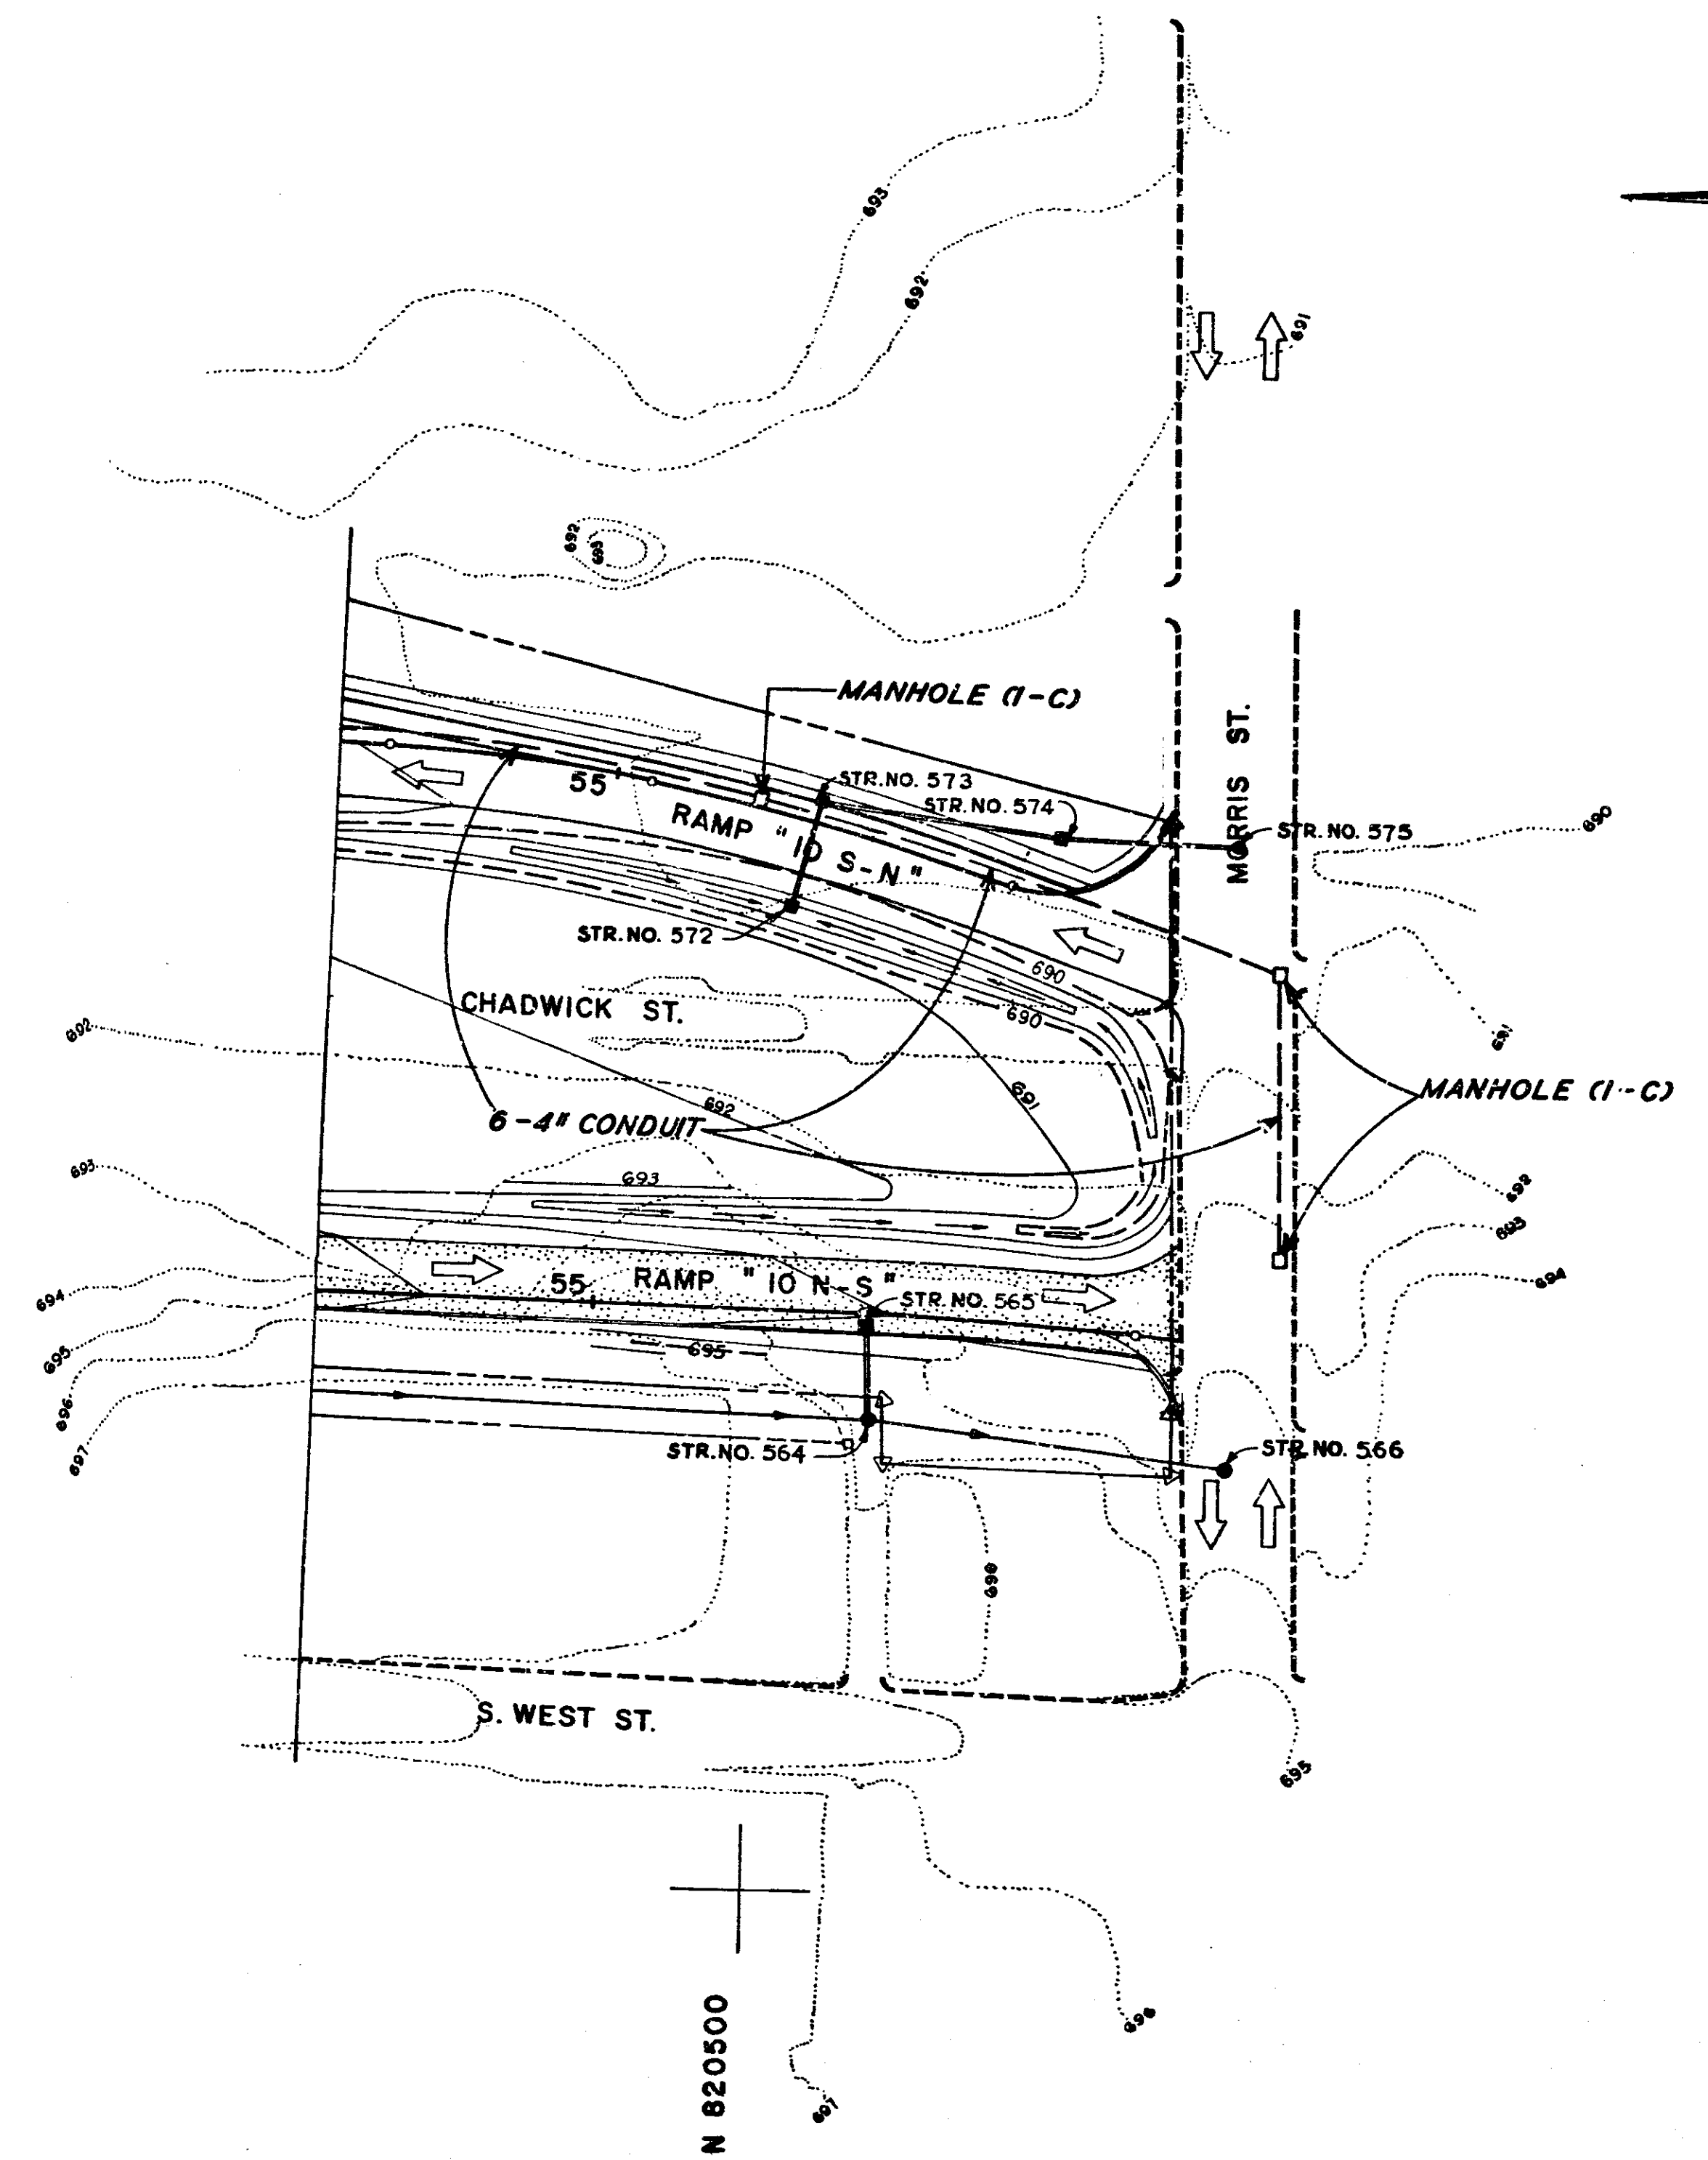 693
692
691
692
693
MANHOLE (1-C)
MORRIS ST.
STR. NO. 573
55
STR. NO. 574
RAMP "10 S-N"
STR. NO. 575
690
STR. NO. 572
690
CHADWICK ST.
690
692
691
691
MANHOLE (1-C)
692
6-4" CONDUIT
693
693
692
693
694
55 RAMP "10 N-S"
STR. NO. 565
694
695
695
696
STR. NO. 564
STR. NO. 566
697
696
S. WEST ST.
695
N 820500
696
697